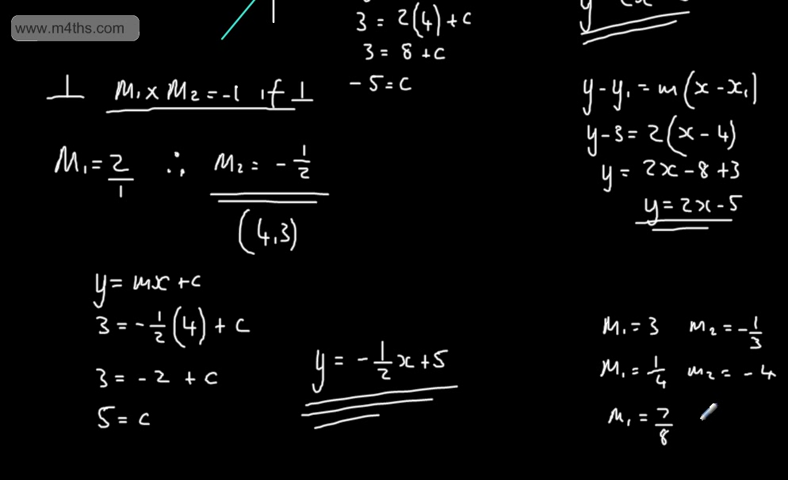 www.m4ths.com
3 = 2(4) + c
3 = 8 + c
-5 = c
⊥ M₁ × M₂ = -1 if ⊥
M₁ = 2/1 ∴ M₂ = -1/2
(4,3)
y = mx + c
3 = -1/2(4) + c
3 = -2 + c
5 = c
y = -1/2x + 5
y - y₁ = m(x - x₁)
y - 3 = 2(x - 4)
y = 2x - 8 + 3
y = 2x - 5
M₁ = 3 M₂ = -1/3
M₁ = 1/4 M₂ = -4
M₁ = 7/8